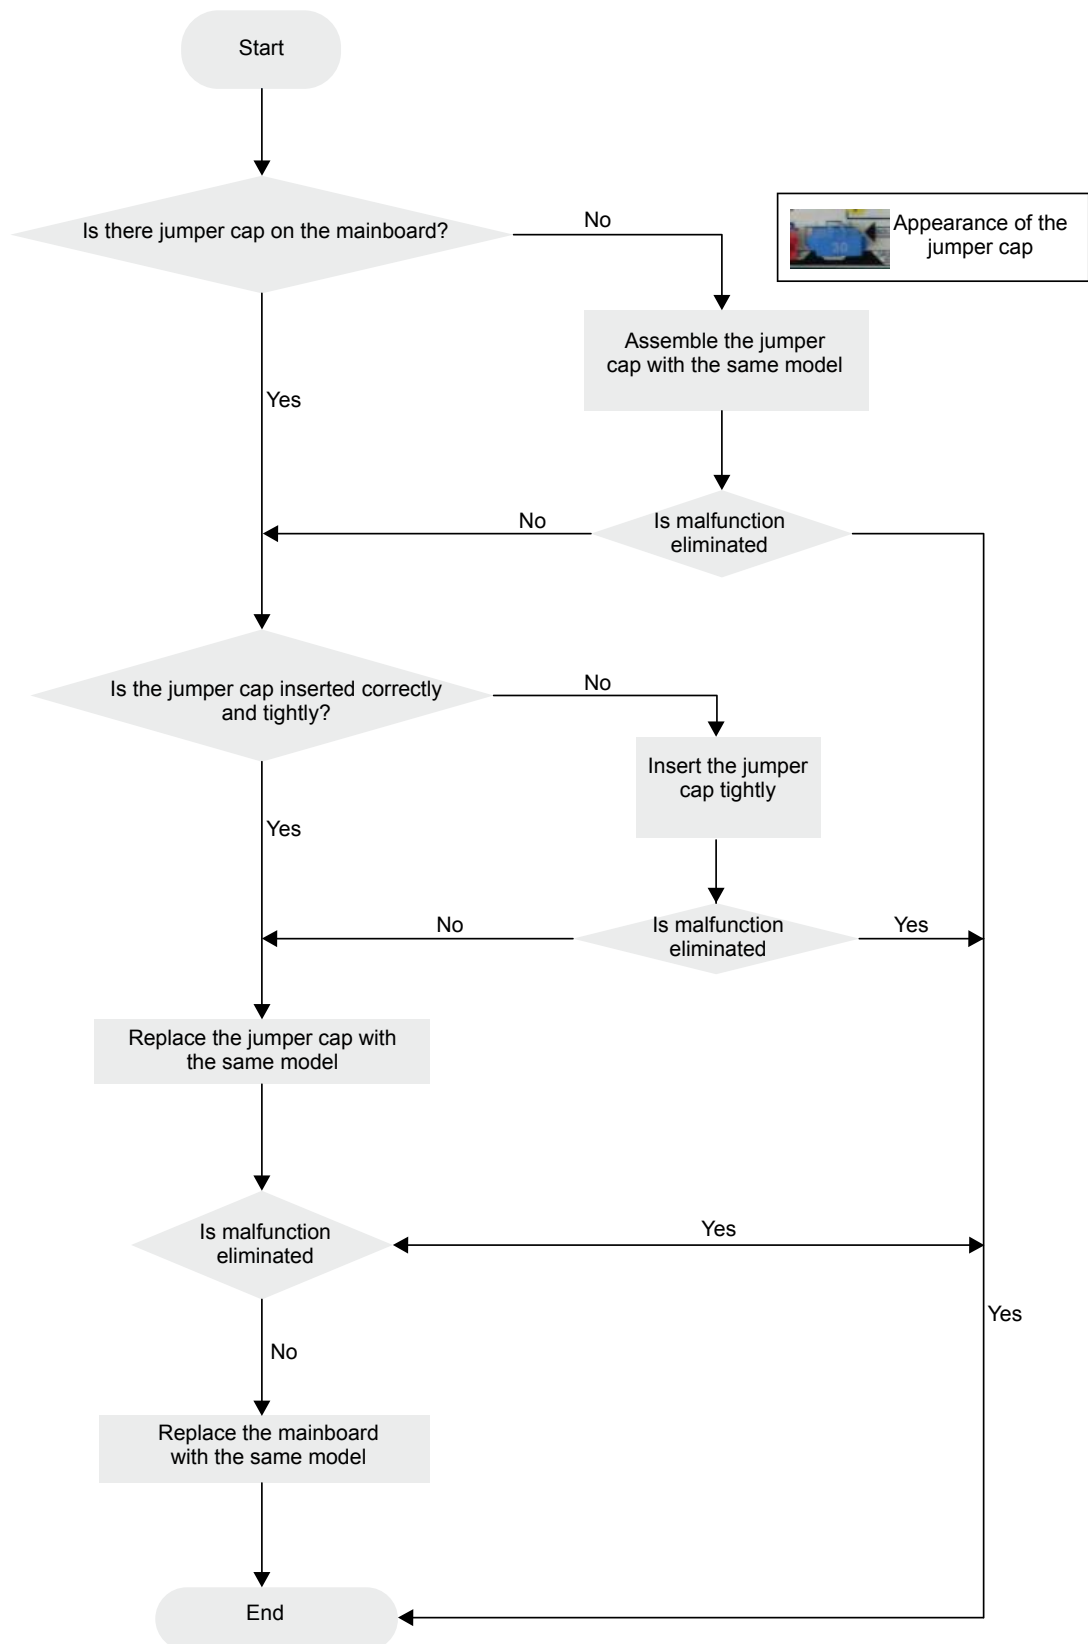 Start
Is there jumper cap on the mainboard?
No
Appearance of the
jumper cap
30
Assemble the jumper
cap with the same model
Yes
No
Is malfunction
eliminated
Is the jumper cap inserted correctly
and tightly?
No
Insert the jumper
cap tightly
Yes
No
Is malfunction
eliminated
Yes
Replace the jumper cap with
the same model
Is malfunction
eliminated
Yes
Yes
No
Replace the mainboard
with the same model
End